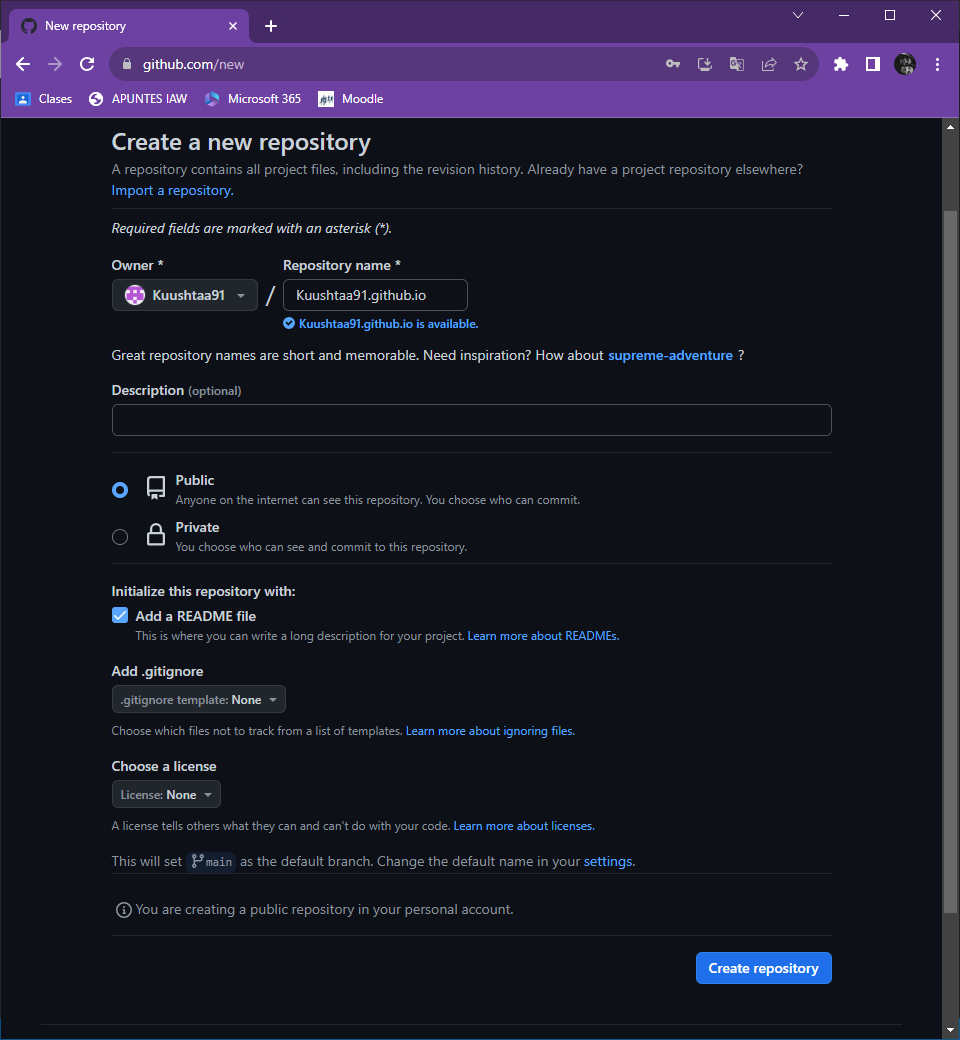 New repository
github.com/new
Clases APUNTES IAW Microsoft 365 Moodle
Create a new repository
A repository contains all project files, including the revision history. Already have a project repository elsewhere?
Import a repository.
Required fields are marked with an asterisk (*).
Owner * Repository name *
Kuushtaa91 / Kuushtaa91.github.io
Kuushtaa91.github.io is available.
Great repository names are short and memorable. Need inspiration? How about supreme-adventure ?
Description (optional)
Public
Anyone on the internet can see this repository. You choose who can commit.
Private
You choose who can see and commit to this repository.
Initialize this repository with:
Add a README file
This is where you can write a long description for your project. Learn more about READMEs.
Add .gitignore
.gitignore template: None
Choose which files not to track from a list of templates. Learn more about ignoring files.
Choose a license
License: None
A license tells others what they can and can't do with your code. Learn more about licenses.
This will set main as the default branch. Change the default name in your settings.
You are creating a public repository in your personal account.
Create repository